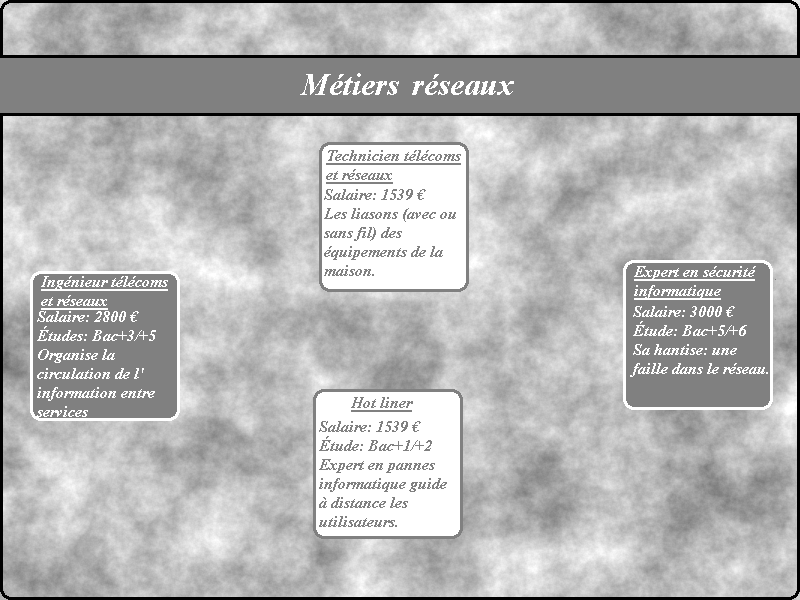 Métiers réseaux
Technicien télécoms
et réseaux
Salaire: 1539 €
Les liasons (avec ou
sans fil) des
équipements de la
maison.
Ingénieur télécoms
et réseaux
Salaire: 2800 €
Études: Bac+3/+5
Organise la
circulation de l'
information entre
services
Expert en sécurité
informatique
Salaire: 3000 €
Étude: Bac+5/+6
Sa hantise: une
faille dans le réseau.
Hot liner
Salaire: 1539 €
Étude: Bac+1/+2
Expert en pannes
informatique guide
à distance les
utilisateurs.